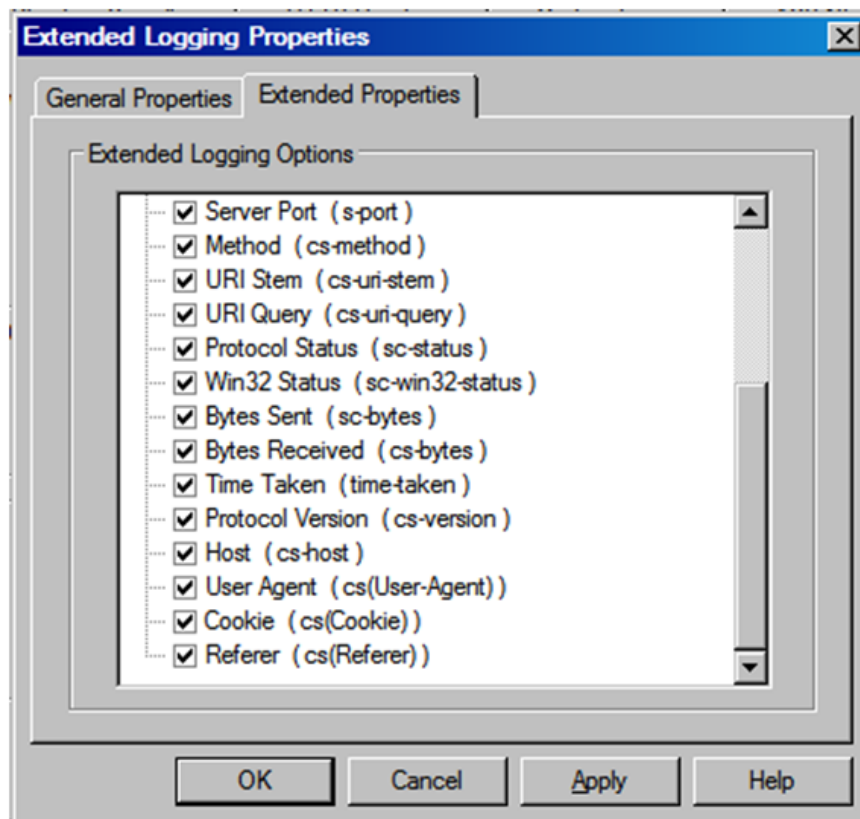 Extended Logging Properties
General Properties Extended Properties
Extended Logging Options
Server Port ( s-port )
Method ( cs-method )
URI Stem ( cs-uri-stem )
URI Query ( cs-uri-query )
Protocol Status ( sc-status )
Win32 Status ( sc-win32-status )
Bytes Sent ( sc-bytes )
Bytes Received ( cs-bytes )
Time Taken ( time-taken )
Protocol Version ( cs-version )
Host ( cs-host )
User Agent ( cs(User-Agent) )
Cookie ( cs(Cookie) )
Referer ( cs(Referer) )
OK Cancel Apply Help